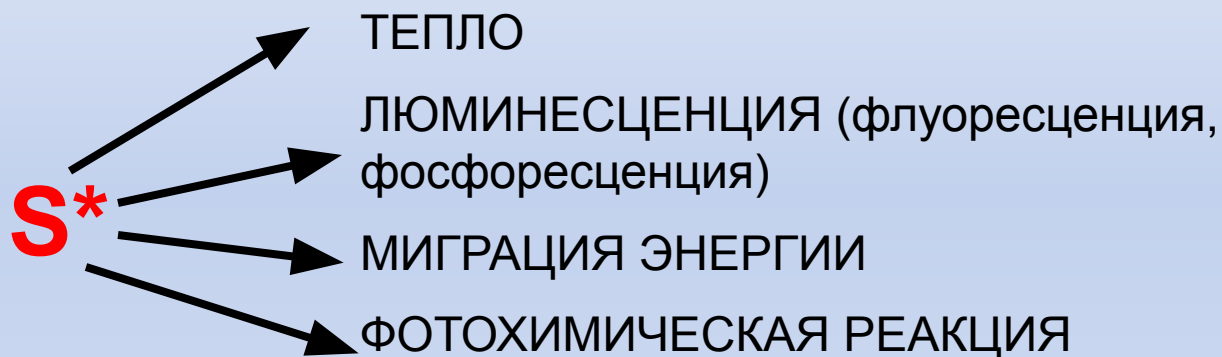 ТЕПЛО
ЛЮМИНЕСЦЕНЦИЯ (флуоресценция,
фосфоресценция)
S*
МИГРАЦИЯ ЭНЕРГИИ
ФОТОХИМИЧЕСКАЯ РЕАКЦИЯ